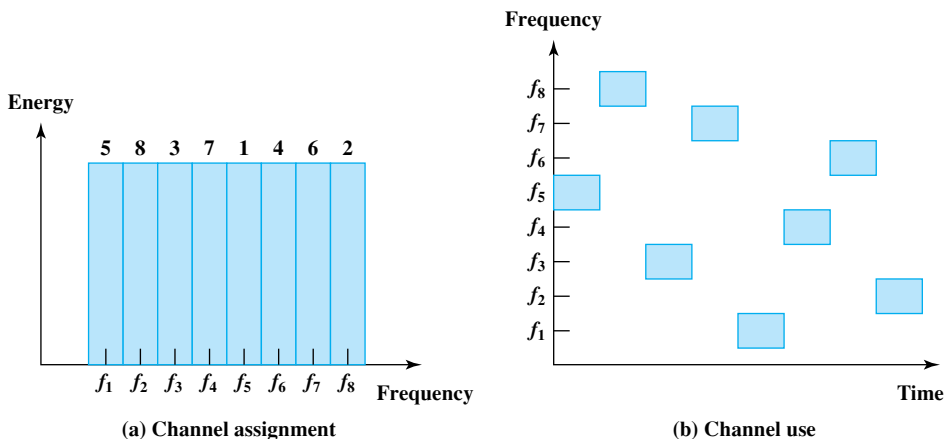 Energy
5 8 3 7 1 4 6 2
f1 f2 f3 f4 f5 f6 f7 f8
Frequency
(a) Channel assignment
Frequency
f8
f7
f6
f5
f4
f3
f2
f1
Time
(b) Channel use